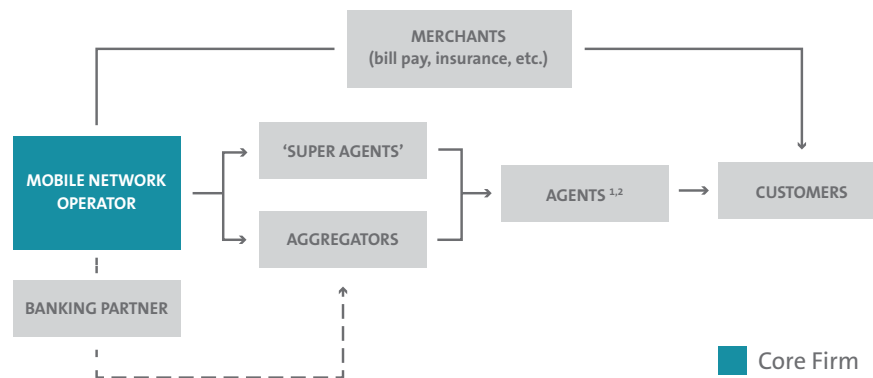 MERCHANTS
(bill pay, insurance, etc.)
‘SUPER AGENTS’
MOBILE NETWORK
OPERATOR
AGENTS 1,2
CUSTOMERS
AGGREGATORS
BANKING PARTNER
Core Firm